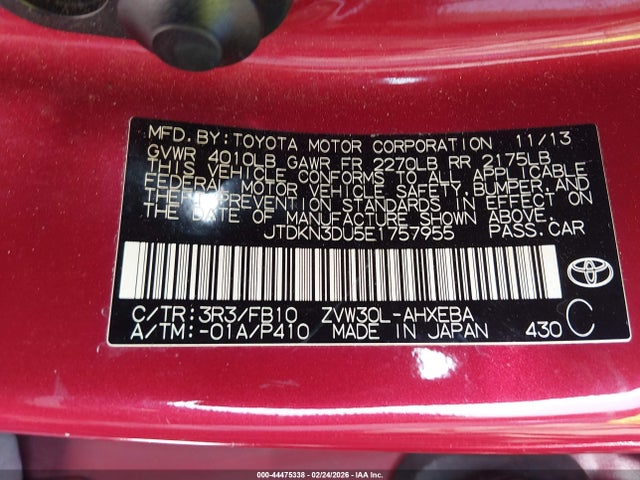 MFD. BY: TOYOTA MOTOR CORPORATION 11/13
GVWR 4010LB GAWR FR 2270LB RR 2175LB
THIS VEHICLE CONFORMS TO ALL APPLICABLE
FEDERAL MOTOR VEHICLE SAFETY, BUMPER, AND
THEFT PREVENTION STANDARDS IN EFFECT ON
THE DATE OF MANUFACTURE SHOWN ABOVE.
JTDKN3DU5E1757955 PASS. CAR
C/TR: 3R3/FB10 ZVW30L-AHXEBA
A/TM: -01A/P410 MADE IN JAPAN 430 C
000-44475338 - 02/24/2026 - IAA Inc.